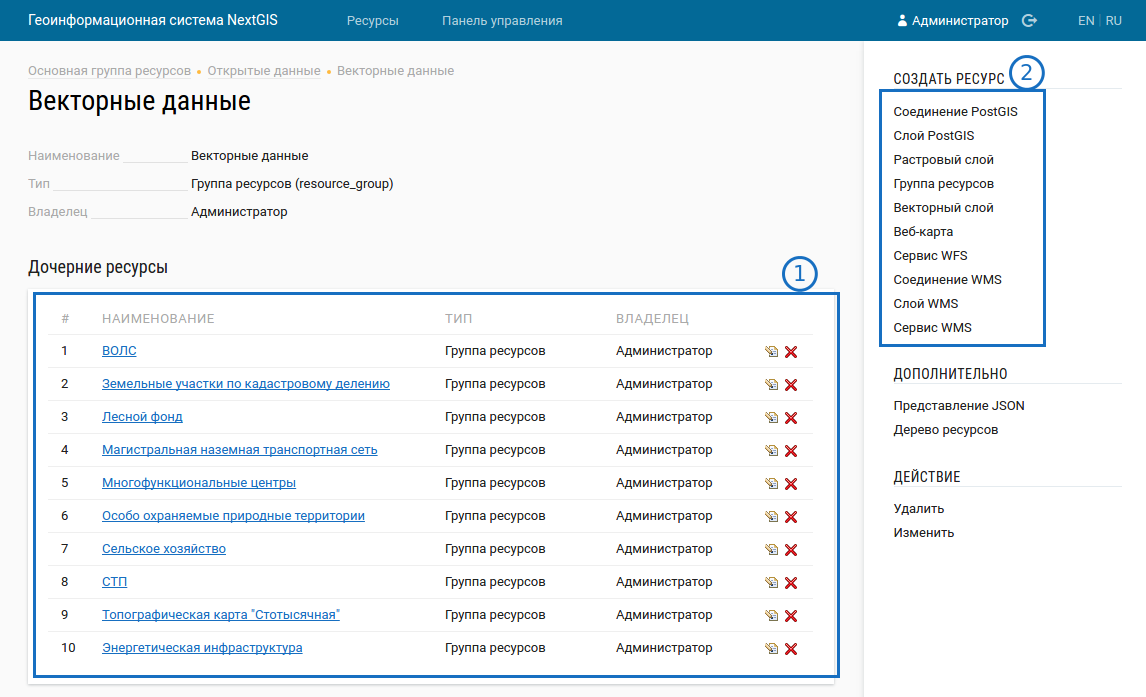 Геоинформационная система NextGIS Ресурсы Панель управления Администратор EN RU
Основная группа ресурсов • Открытые данные • Векторные данные
Векторные данные
Наименование Векторные данные
Тип Группа ресурсов (resource_group)
Владелец Администратор
Дочерние ресурсы
1
# НАИМЕНОВАНИЕ ТИП ВЛАДЕЛЕЦ
1 ВОЛС Группа ресурсов Администратор
2 Земельные участки по кадастровому делению Группа ресурсов Администратор
3 Лесной фонд Группа ресурсов Администратор
4 Магистральная наземная транспортная сеть Группа ресурсов Администратор
5 Многофункциональные центры Группа ресурсов Администратор
6 Особо охраняемые природные территории Группа ресурсов Администратор
7 Сельское хозяйство Группа ресурсов Администратор
8 СТП Группа ресурсов Администратор
9 Топографическая карта "Стотысячная" Группа ресурсов Администратор
10 Энергетическая инфраструктура Группа ресурсов Администратор
СОЗДАТЬ РЕСУРС 2
Соединение PostGIS
Слой PostGIS
Растровый слой
Группа ресурсов
Векторный слой
Веб-карта
Сервис WFS
Соединение WMS
Слой WMS
Сервис WMS
ДОПОЛНИТЕЛЬНО
Представление JSON
Дерево ресурсов
ДЕЙСТВИЕ
Удалить
Изменить